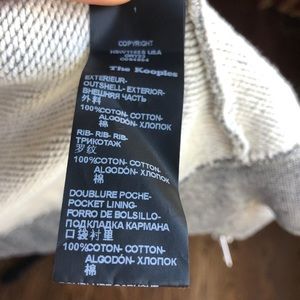 COPYRIGHT
The Kooples
EXTERIEUR-
OUTSHELL- EXTERIOR-
ВНЕШНЯЯ ЧАСТЬ
外料
100%COTON- COTTON-
ALGODÓN- ХЛОПОК
棉
RIB- RIB- RIB-
ТРИКОТАЖ
罗纹
100%COTON- COTTON-
ALGODÓN- ХЛОПОК
棉
DOUBLURE POCHE-
POCKET LINING-
FORRO DE BOLSILLO-
ПОДКЛАДКА КАРМАНА
口袋衬里
100%COTON- COTTON-
ALGODÓN- ХЛОПОК
棉